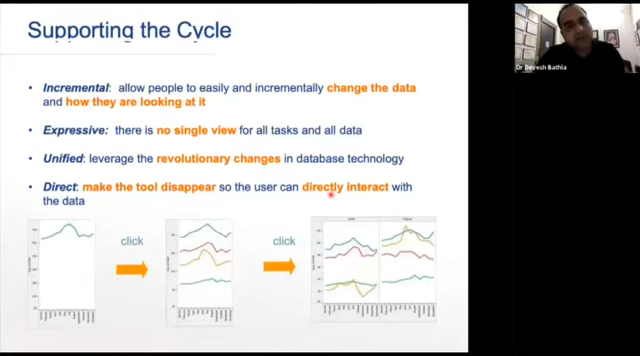 Supporting the Cycle
Dr Devesh Bathia
• Incremental: allow people to easily and incrementally change the data
and how they are looking at it
• Expressive: there is no single view for all tasks and all data
• Unified: leverage the revolutionary changes in database technology
• Direct: make the tool disappear so the user can directly interact with
the data
click
click